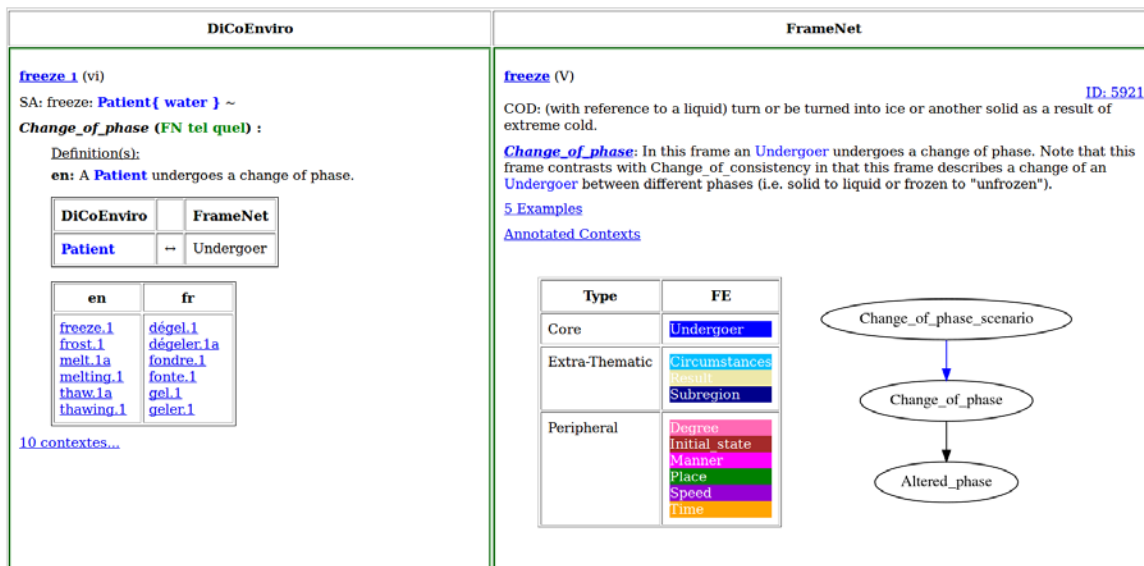 DiCoEnviro
FrameNet
freeze 1 (vi)
SA: freeze: Patient{ water } ~
Change_of_phase (FN tel quel) :
Definition(s):
en: A Patient undergoes a change of phase.
DiCoEnviro FrameNet
Patient ↔ Undergoer
en fr
freeze.1 dégel.1
frost.1 dégeler.1a
melt.1a fondre.1
melting.1 fonte.1
thaw.1a gel.1
thawing.1 geler.1
10 contextes...
freeze (V)
ID: 5921
COD: (with reference to a liquid) turn or be turned into ice or another solid as a result of
extreme cold.
Change_of_phase: In this frame an Undergoer undergoes a change of phase. Note that this
frame contrasts with Change_of_consistency in that this frame describes a change of an
Undergoer between different phases (i.e. solid to liquid or frozen to "unfrozen").
5 Examples
Annotated Contexts
Type FE
Core Undergoer
Extra-Thematic Circumstances
Result
Subregion
Peripheral Degree
Initial_state
Manner
Place
Speed
Time
Change_of_phase_scenario
Change_of_phase
Altered_phase